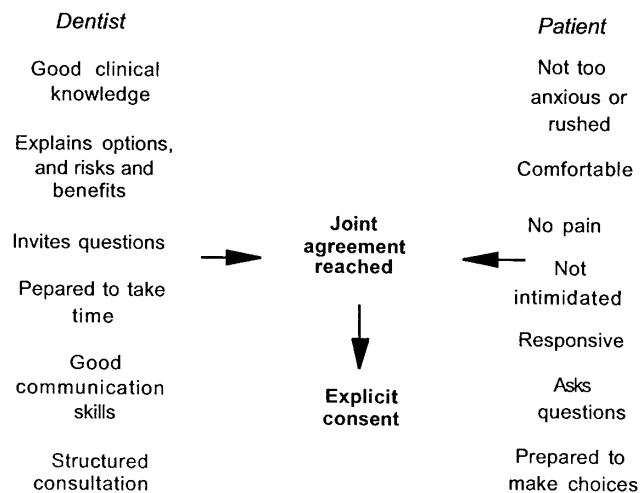 Dentist
Good clinical
knowledge
Explains options,
and risks and
benefits
Invites questions
Pepared to take
time
Good
communication
skills
Structured
consultation
Joint
agreement
reached
Explicit
consent
Patient
Not too
anxious or
rushed
Comfortable
No pain
Not
intimidated
Responsive
Asks
questions
Prepared to
make choices